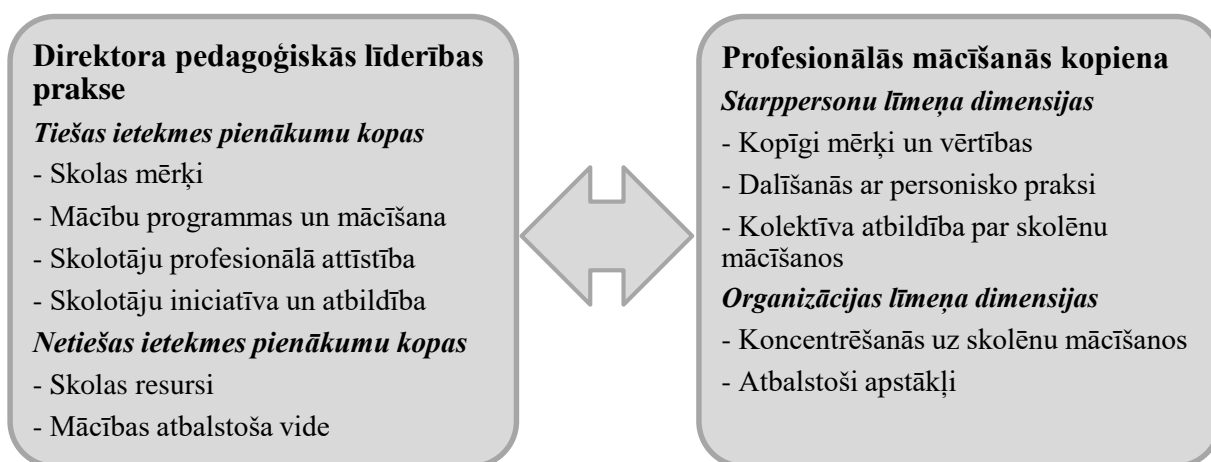 Direktora pedagoģiskās līderības
prakse
Tiešas ietekmes pienākumu kopas
- Skolas mērķi
- Mācību programmas un mācīšana
- Skolotāju profesionālā attīstība
- Skolotāju iniciatīva un atbildība
Netiešas ietekmes pienākumu kopas
- Skolas resursi
- Mācības atbalstoša vide
Profesionālās mācīšanās kopiena
Starppersonu līmeņa dimensijas
- Kopīgi mērķi un vērtības
- Dalīšanās ar personisko praksi
- Kolektīva atbildība par skolēnu
mācīšanos
Organizācijas līmeņa dimensijas
- Koncentrēšanās uz skolēnu mācīšanos
- Atbalstoši apstākļi